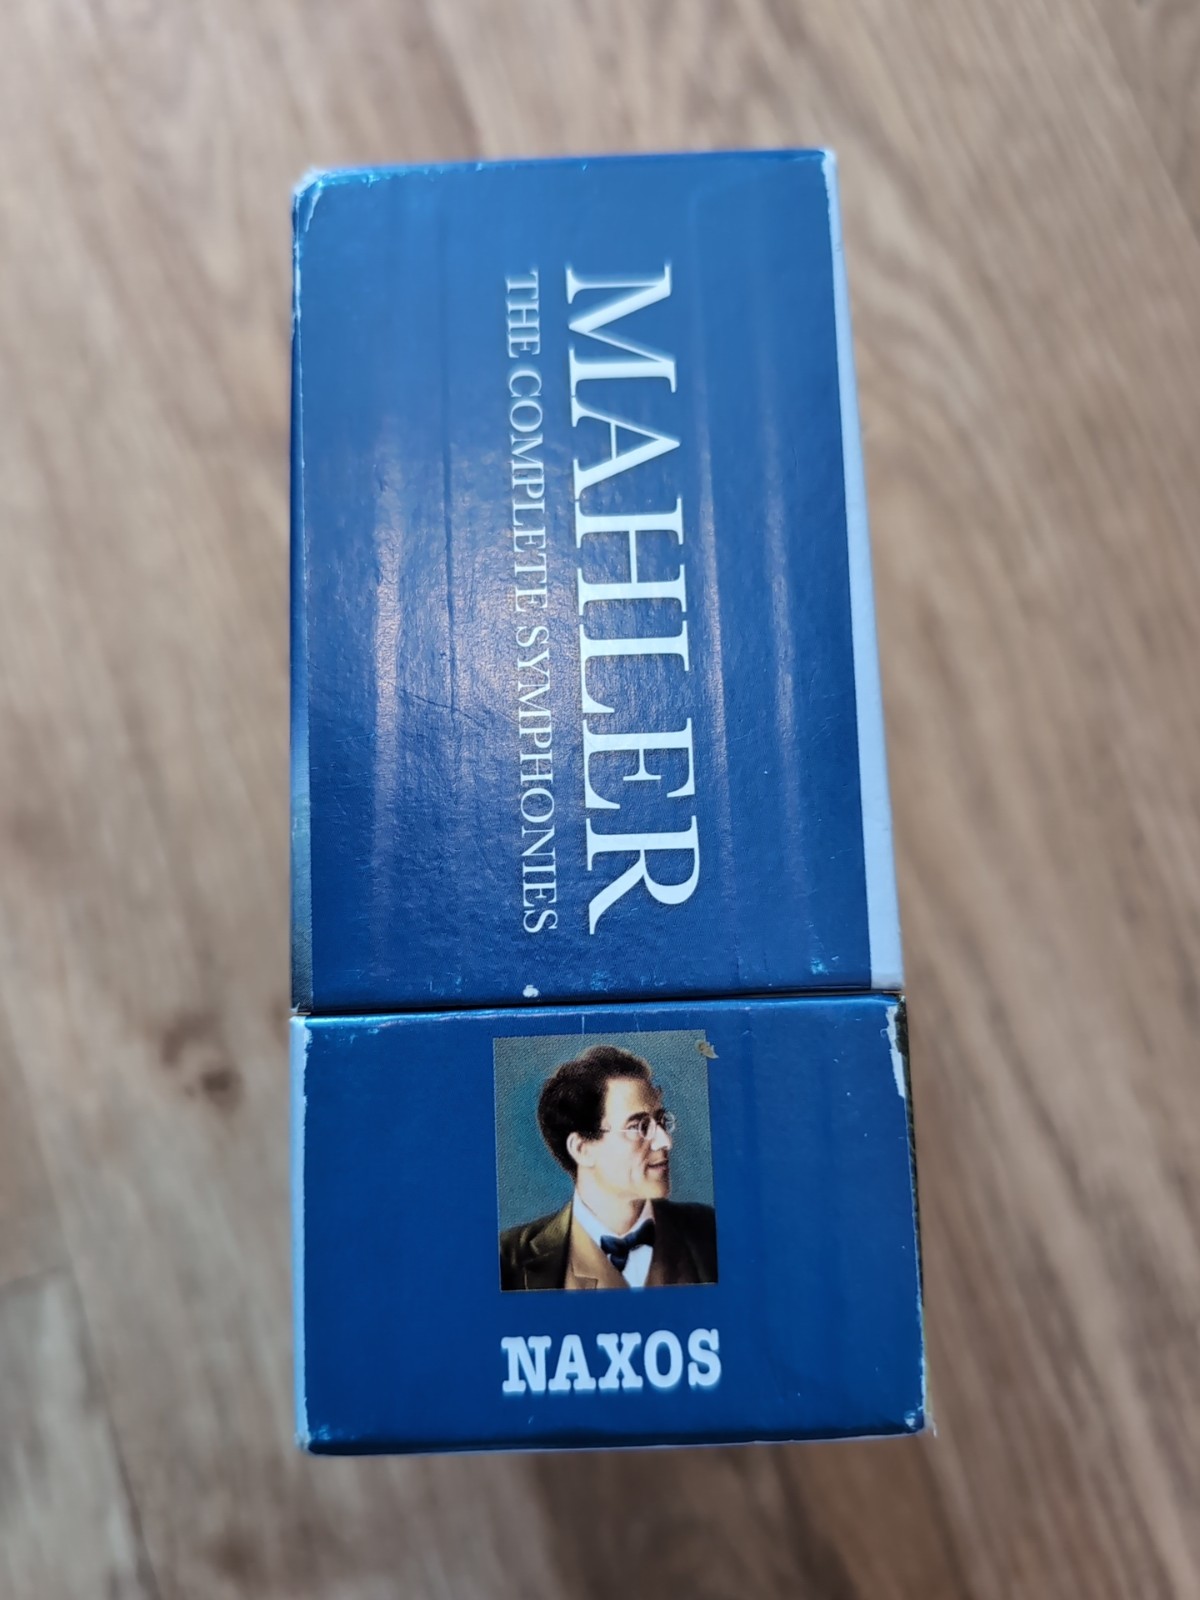 MAHLER
THE COMPLETE SYMPHONIES
NAXOS